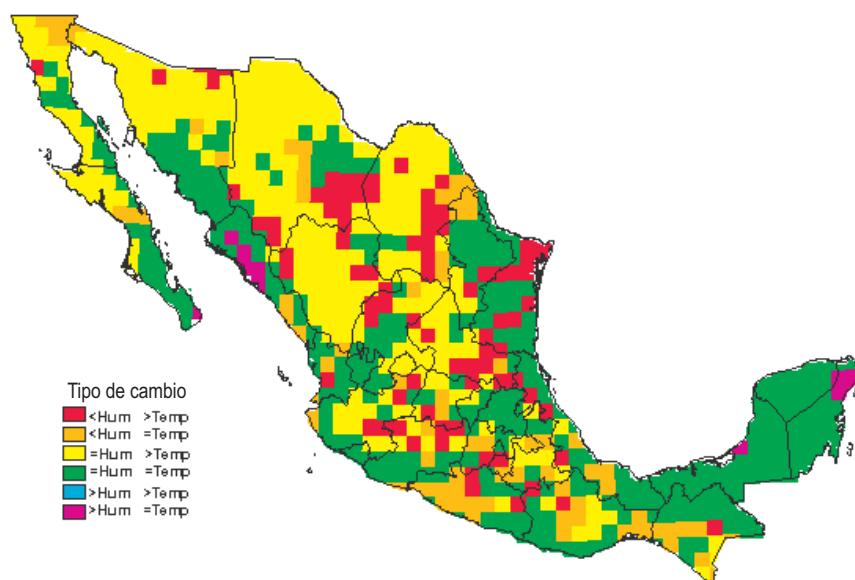 Tipo de cambio
<Hum >Temp
<Hum =Temp
=Hum >Temp
=Hum =Temp
>Hum >Temp
>Hum =Temp